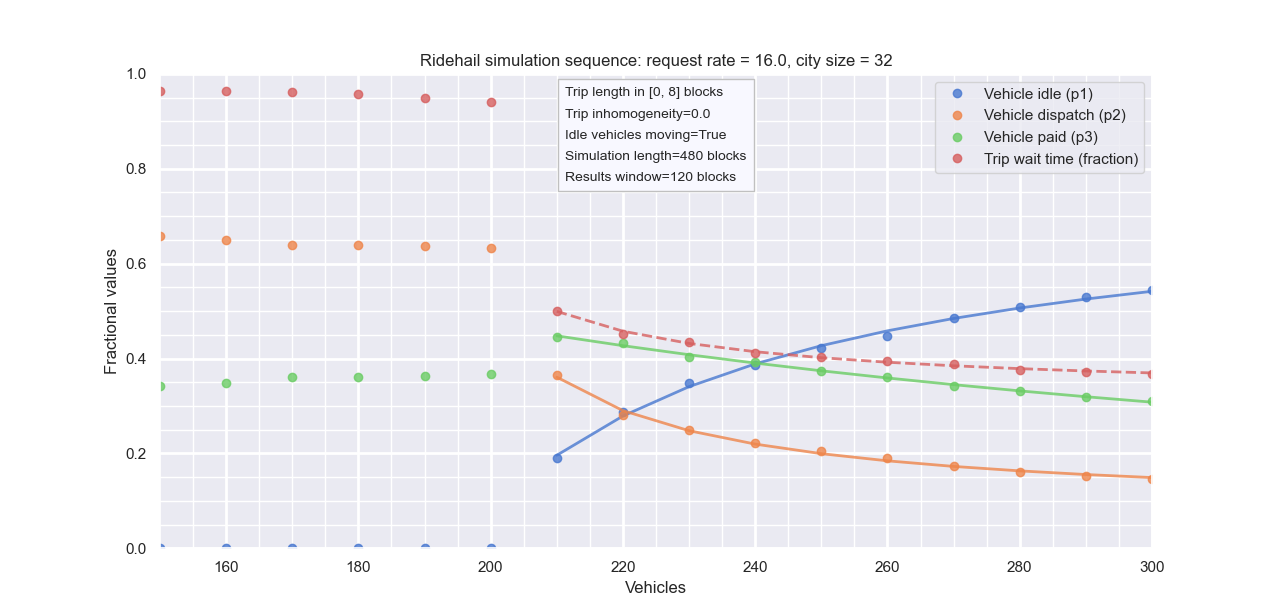 Ridehail simulation sequence: request rate = 16.0, city size = 32
1.0
0.8
0.6
0.4
0.2
0.0
Fractional values
Trip length in [0, 8] blocks
Trip inhomogeneity=0.0
Idle vehicles moving=True
Simulation length=480 blocks
Results window=120 blocks
Vehicle idle (p1)
Vehicle dispatch (p2)
Vehicle paid (p3)
Trip wait time (fraction)
160 180 200 220 240 260 280 300
Vehicles